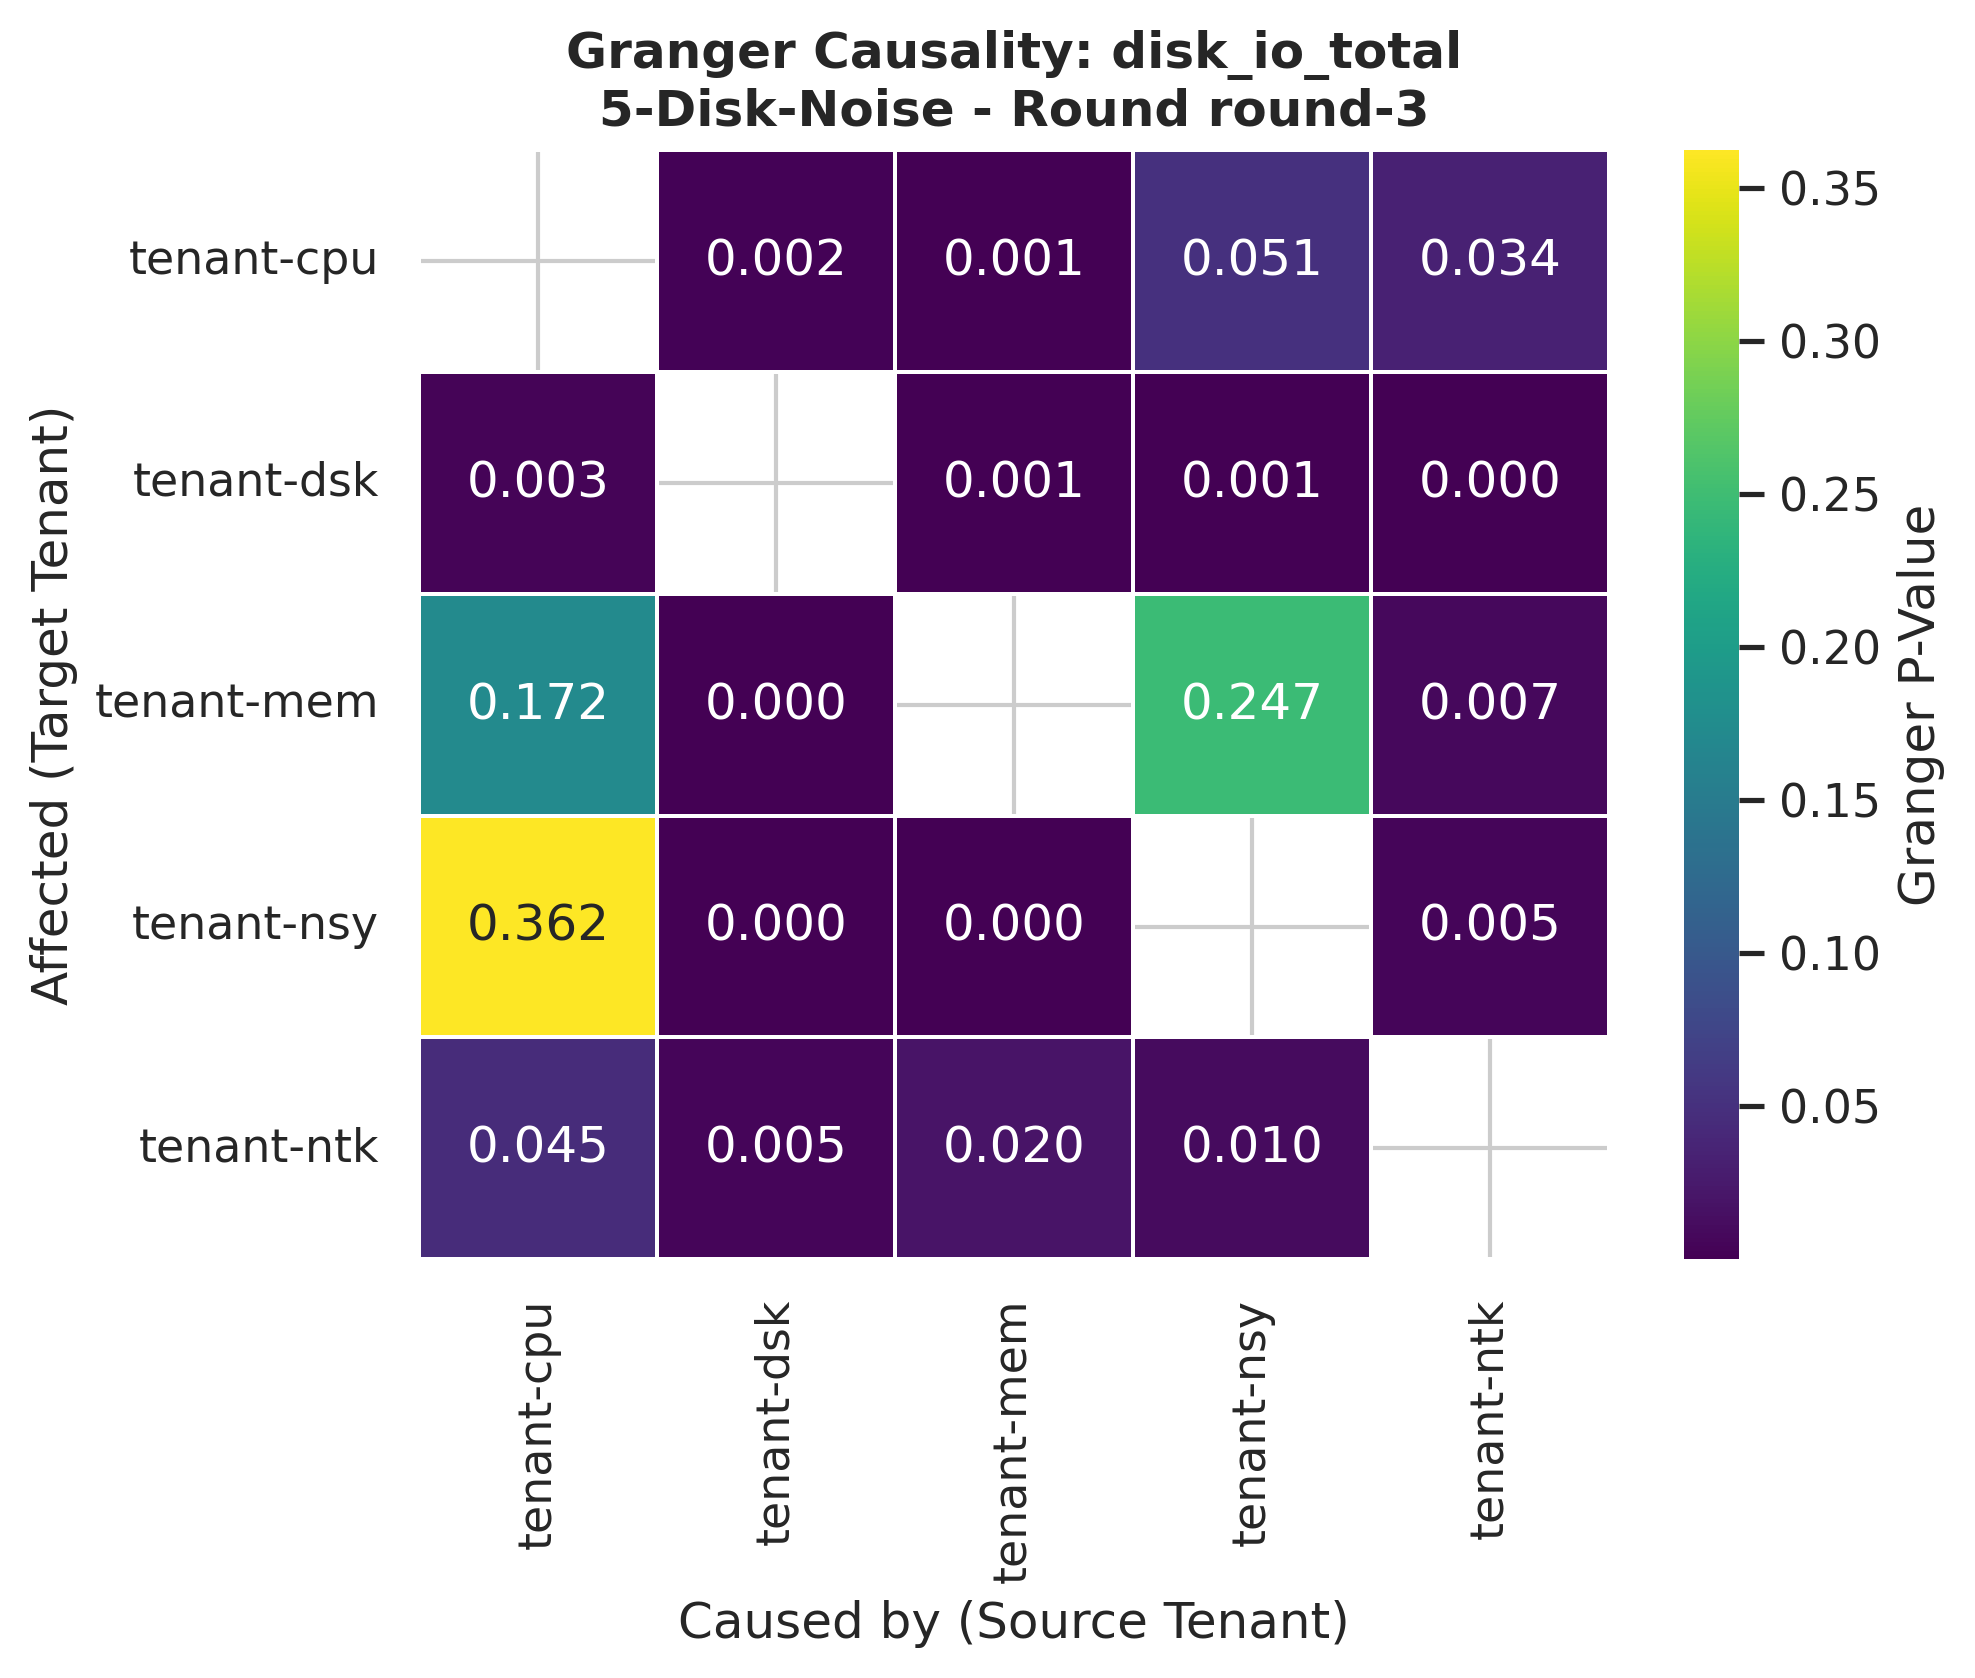 Granger Causality: disk_io_total
5-Disk-Noise - Round round-3
Affected (Target Tenant)
tenant-cpu 0.002 0.001 0.051 0.034
tenant-dsk 0.003 0.001 0.001 0.000
tenant-mem 0.172 0.000 0.247 0.007
tenant-nsy 0.362 0.000 0.000 0.005
tenant-ntk 0.045 0.005 0.020 0.010
tenant-cpu
tenant-dsk
tenant-mem
tenant-nsy
tenant-ntk
Caused by (Source Tenant)
0.35
0.30
0.25
0.20
0.15
0.10
0.05
Granger P-Value